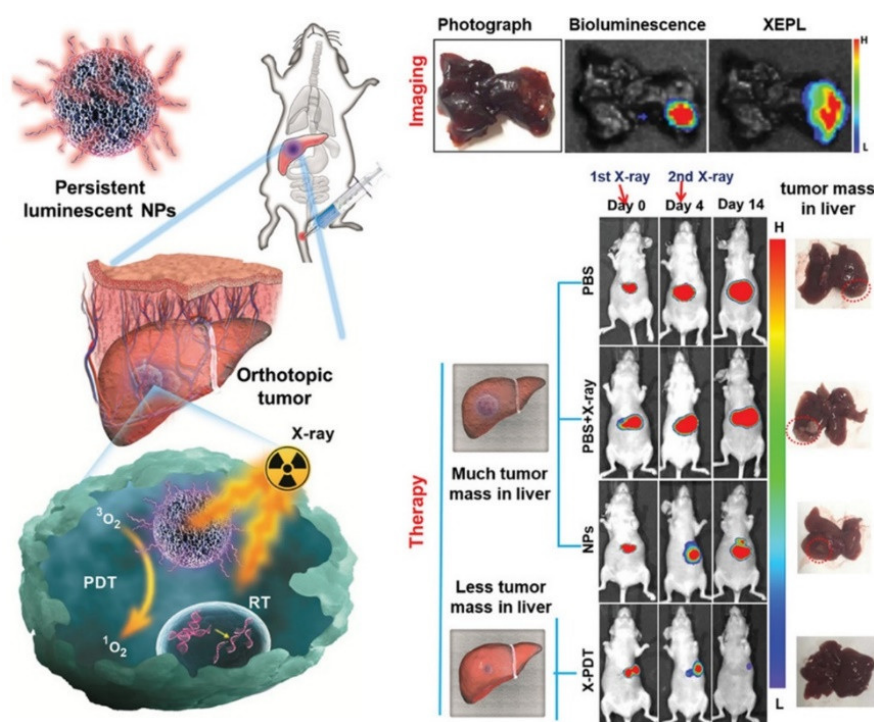 Persistent
luminescent NPs
Orthotopic
tumor
X-ray
³O₂
PDT
¹O₂
RT
Imaging
Photograph
Bioluminescence
XEPL
H
L
Therapy
1st X-ray
2nd X-ray
Day 0
Day 4
Day 14
tumor mass
in liver
PBS
PBS+X-ray
NPs
X-PDT
Much tumor
mass in liver
Less tumor
mass in liver
H
L